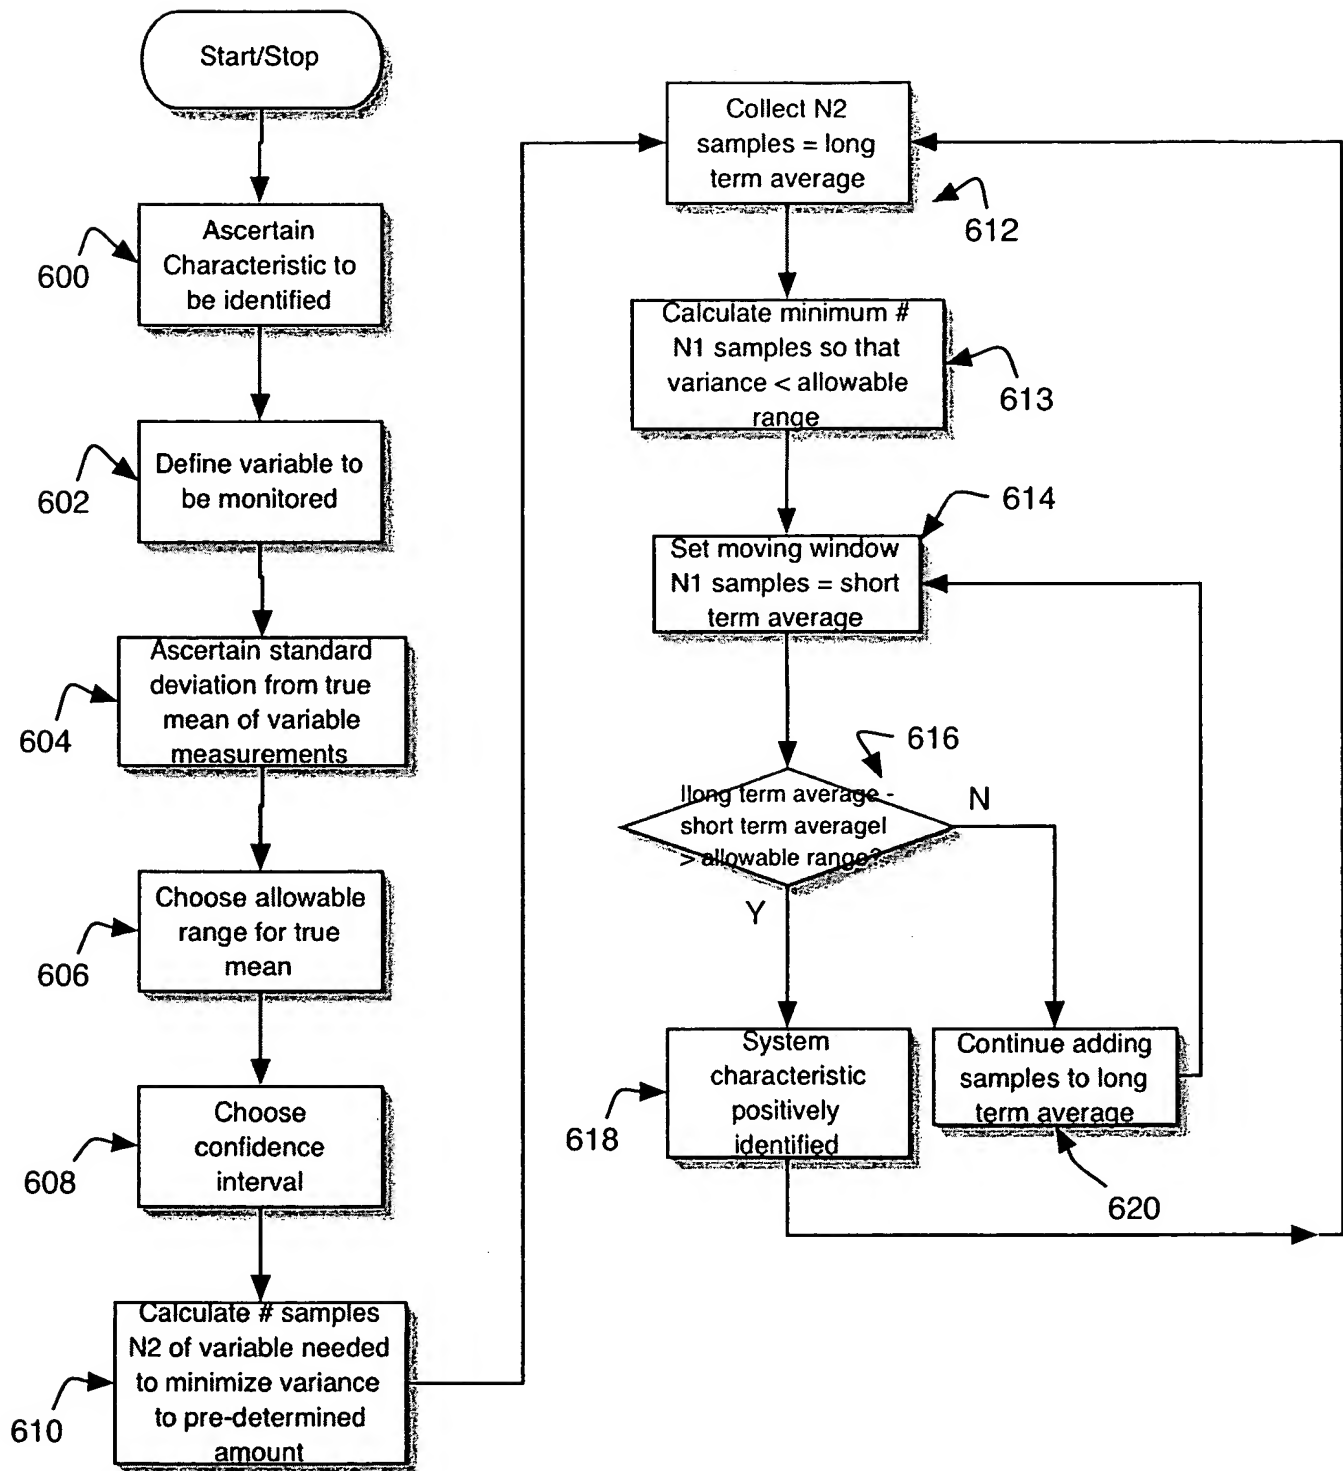 Start/Stop
600
Ascertain
Characteristic to
be identified
602
Define variable to
be monitored
604
Ascertain standard
deviation from true
mean of variable
measurements
606
Choose allowable
range for true
mean
608
Choose
confidence
interval
610
Calculate # samples
N2 of variable needed
to minimize variance
to pre-determined
amount
Collect N2
samples = long
term average
612
Calculate minimum #
N1 samples so that
variance < allowable
range
613
614
Set moving window
N1 samples = short
term average
616
|long term average -
short term average|
> allowable range?
N
Y
618
System
characteristic
positively
identified
Continue adding
samples to long
term average
620